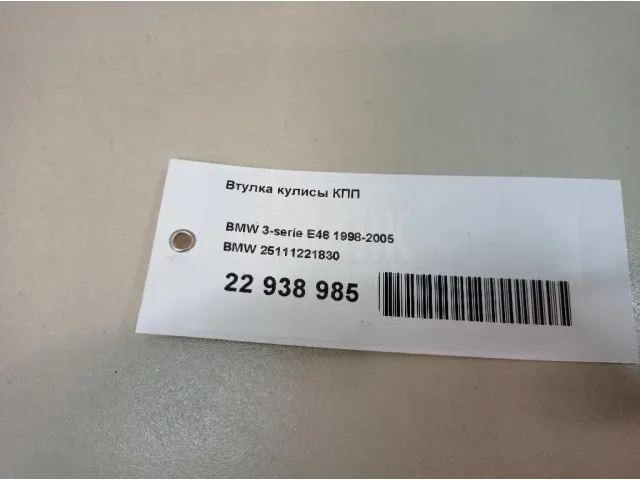 Втулка кулисы КПП
BMW 3-serie E46 1998-2005
BMW 25111221830
22 938 985